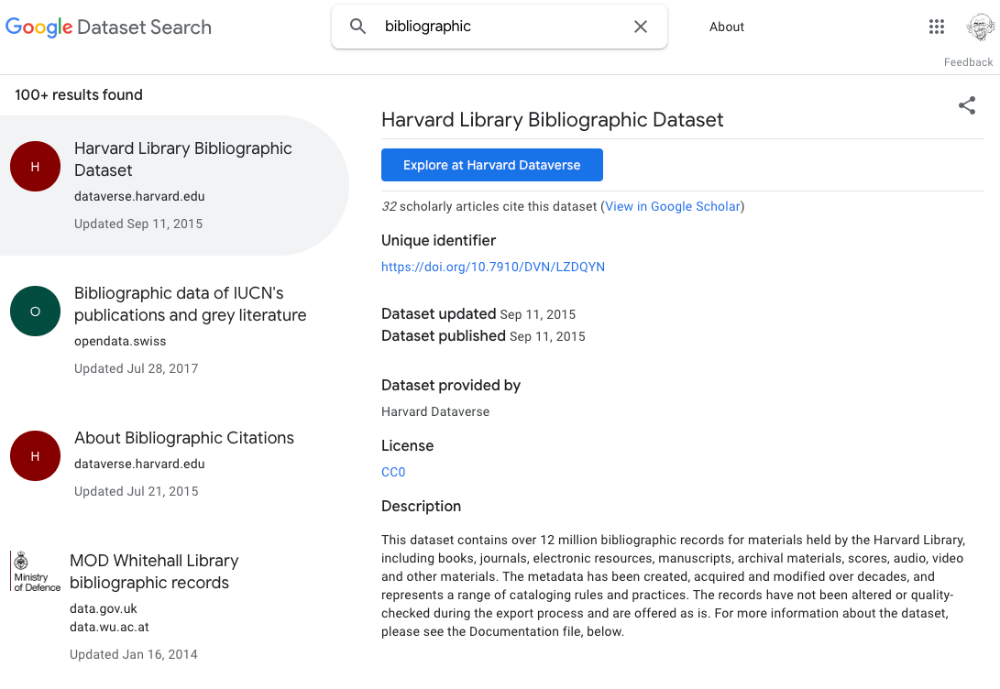 Google Dataset Search
bibliographic
About
Feedback
100+ results found
H
Harvard Library Bibliographic
Dataset
dataverse.harvard.edu
Updated Sep 11, 2015
O
Bibliographic data of IUCN's
publications and grey literature
opendata.swiss
Updated Jul 28, 2017
H
About Bibliographic Citations
dataverse.harvard.edu
Updated Jul 21, 2015
Ministry
of Defence
MOD Whitehall Library
bibliographic records
data.gov.uk
data.wu.ac.at
Updated Jan 16, 2014
Harvard Library Bibliographic Dataset
Explore at Harvard Dataverse
32 scholarly articles cite this dataset (View in Google Scholar)
Unique identifier
https://doi.org/10.7910/DVN/LZDQYN
Dataset updated Sep 11, 2015
Dataset published Sep 11, 2015
Dataset provided by
Harvard Dataverse
License
CC0
Description
This dataset contains over 12 million bibliographic records for materials held by the Harvard Library,
including books, journals, electronic resources, manuscripts, archival materials, scores, audio, video
and other materials. The metadata has been created, acquired and modified over decades, and
represents a range of cataloging rules and practices. The records have not been altered or quality-
checked during the export process and are offered as is. For more information about the dataset,
please see the Documentation file, below.